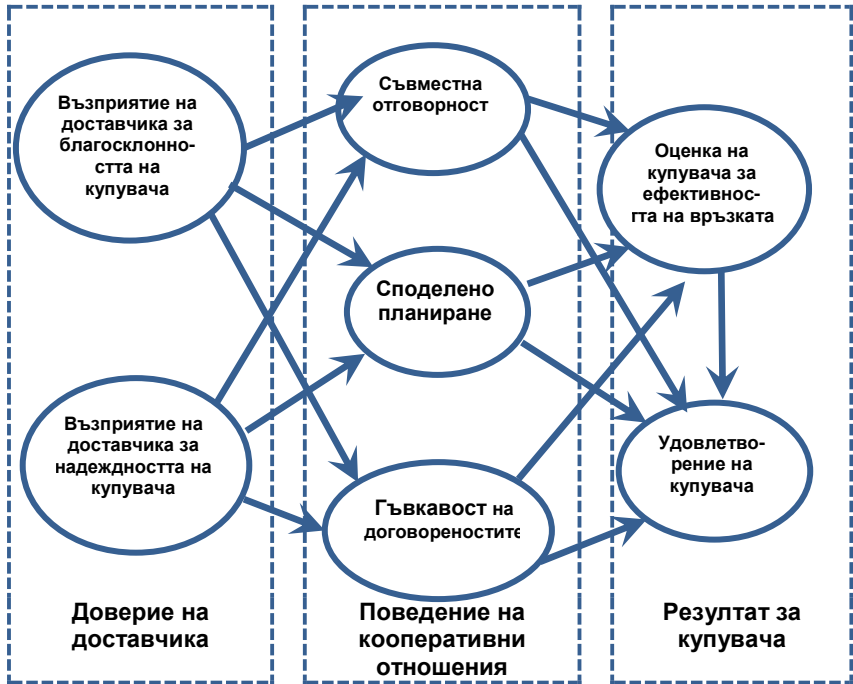 Възприятие на
доставчика за
благосклонно-
стта на
купувача
Възприятие на
доставчика за
надеждността на
купувача
Доверие на
доставчика
Съвместна
отговорност
Споделено
планиране
Гъвкавост на
договореностите
Поведение на
кооперативни
отношения
Оценка на
купувача за
ефективнос-
тта на връзката
Удовлетво-
рение на
купувача
Резултат за
купувача